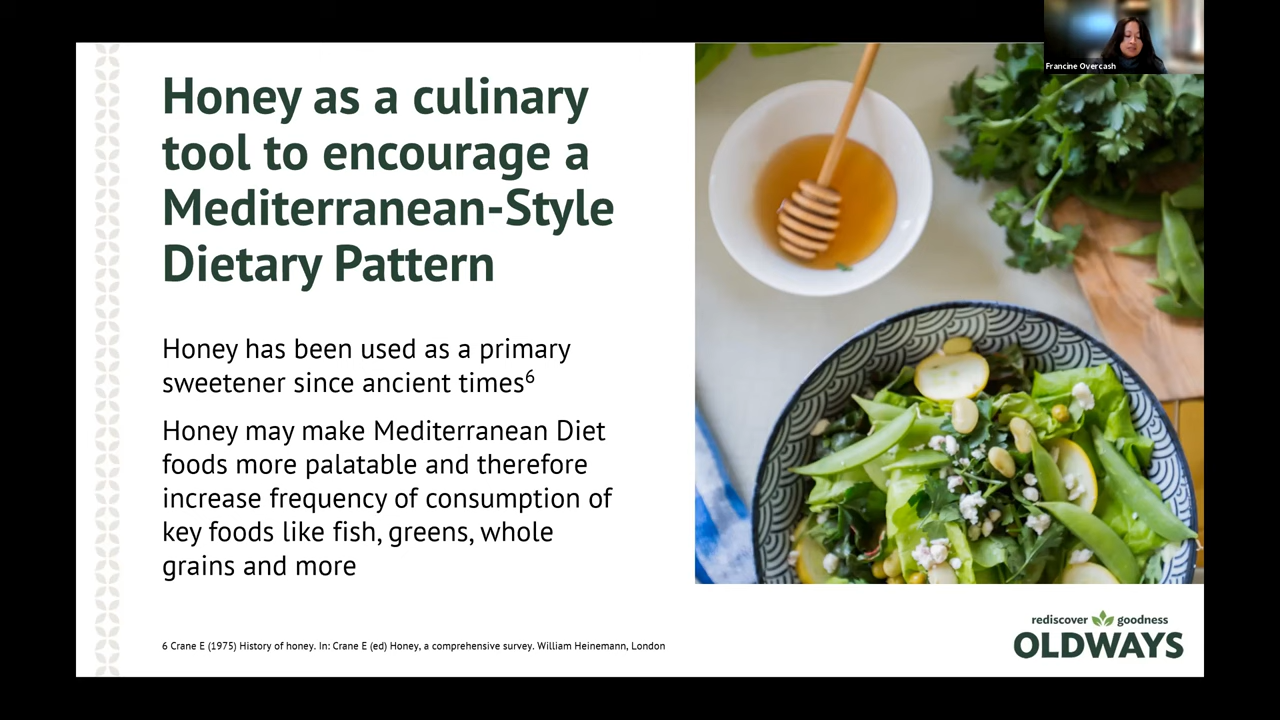 Francine Overcash
Honey as a culinary
tool to encourage a
Mediterranean-Style
Dietary Pattern
Honey has been used as a primary
sweetener since ancient times⁶
Honey may make Mediterranean Diet
foods more palatable and therefore
increase frequency of consumption of
key foods like fish, greens, whole
grains and more
6 Crane E (1975) History of honey. In: Crane E (ed) Honey, a comprehensive survey. William Heinemann, London
rediscover goodness
OLDWAYS